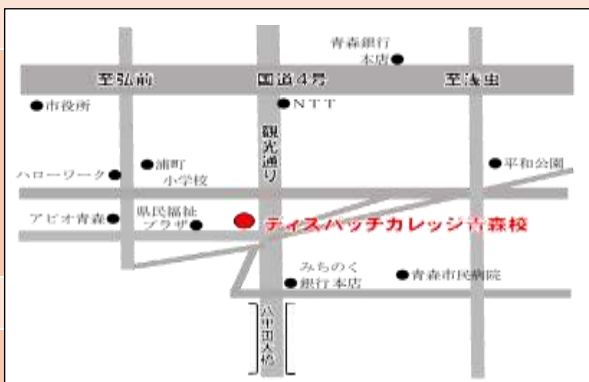 青森銀行
本店
至弘前
国道4号
至浅虫
市役所
NTT
観光通り
浦町
小学校
ハローワーク
平和公園
アピオ青森
県民福祉
プラザ
ディスパッチカレッジ青森校
みちのく
銀行本店
青森市民病院
八甲田大橋